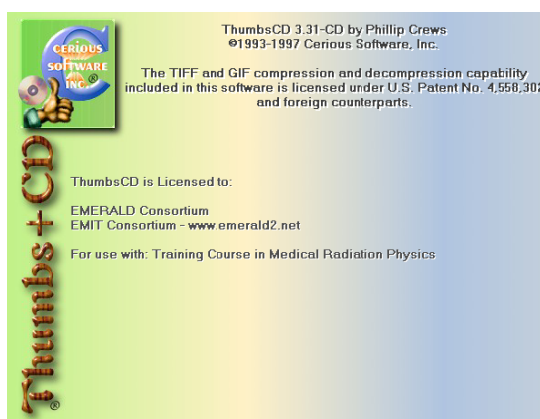 ThumbsCD 3.31-CD by Phillip Crews
©1993-1997 Cerious Software, Inc.
The TIFF and GIF compression and decompression capability
included in this software is licensed under U.S. Patent No. 4,558,302
and foreign counterparts.
CERIOUS
SOFTWARE
INC.®
Thumbs+CD®
ThumbsCD is Licensed to:
EMERALD Consortium
EMIT Consortium - www.emerald2.net
For use with: Training Course in Medical Radiation Physics